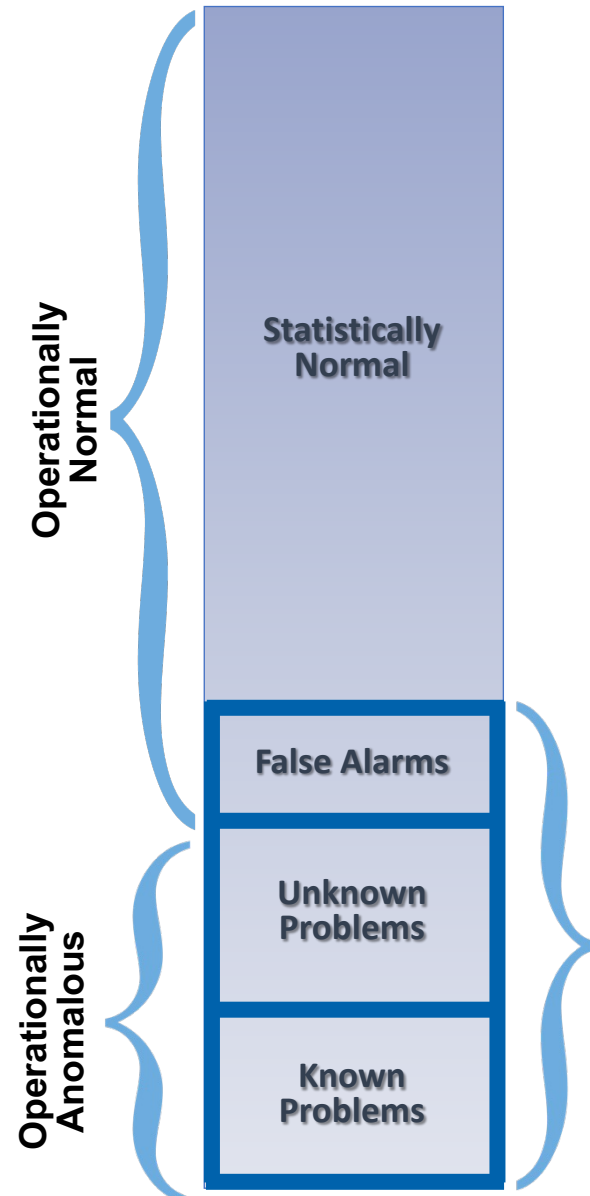 Operationally
Normal
Statistically
Normal
False Alarms
Operationally
Anomalous
Unknown
Problems
Known
Problems